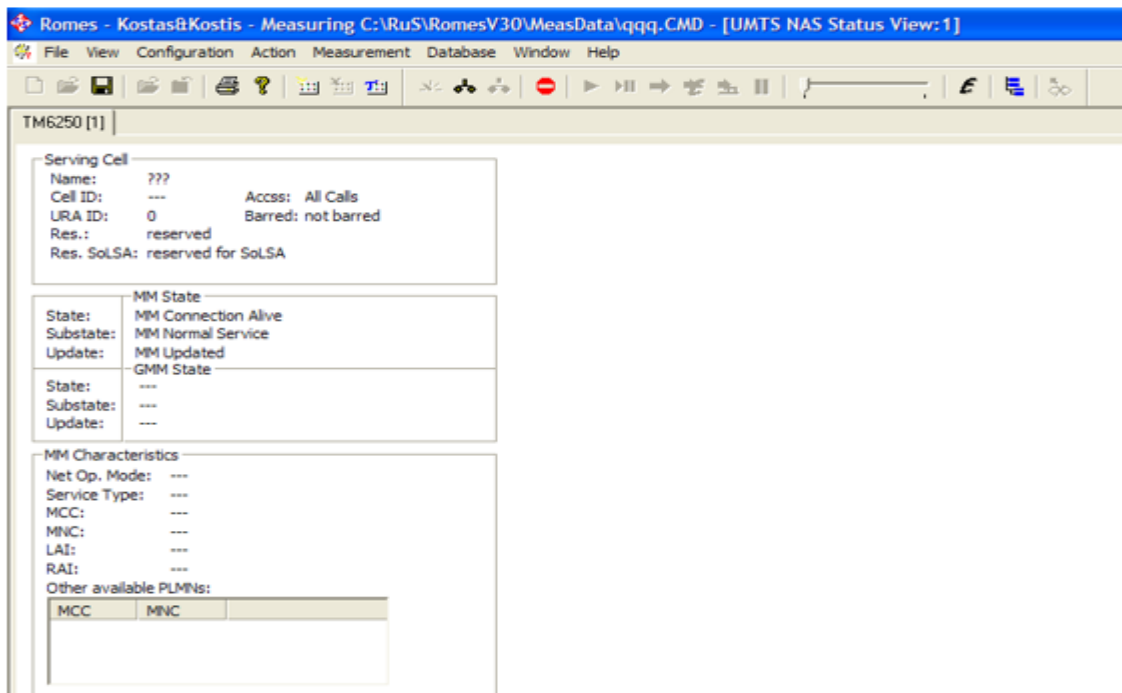 Romes - Kostas&Kostis - Measuring C:\RuS\RomesV30\MeasData\qqq.CMD - [UMTS NAS Status View:1]
File View Configuration Action Measurement Database Window Help
TM6250 [1]
Serving Cell
Name: ???
Cell ID: --- Accss: All Calls
URA ID: 0 Barred: not barred
Res.: reserved
Res. SoLSA: reserved for SoLSA
MM State
State: MM Connection Alive
Substate: MM Normal Service
Update: MM Updated
GMM State
State: ---
Substate: ---
Update: ---
MM Characteristics
Net Op. Mode: ---
Service Type: ---
MCC: ---
MNC: ---
LAI: ---
RAI: ---
Other available PLMNs:
MCC MNC